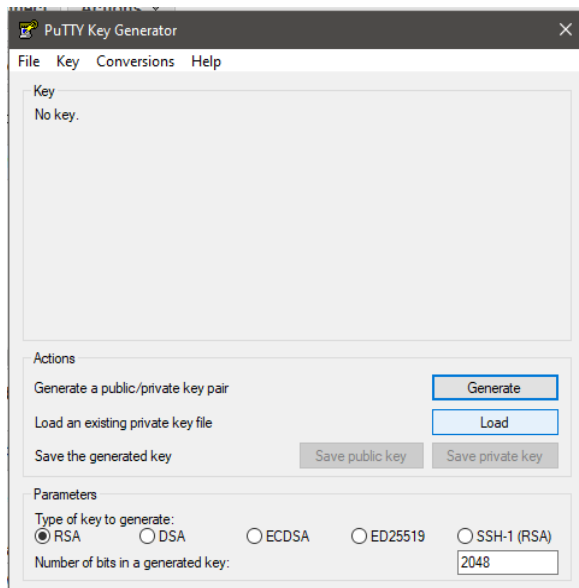 Actions
PuTTY Key Generator
File Key Conversions Help
Key
No key.
Actions
Generate a public/private key pair Generate
Load an existing private key file Load
Save the generated key Save public key Save private key
Parameters
Type of key to generate:
RSA DSA ECDSA ED25519 SSH-1 (RSA)
Number of bits in a generated key: 2048